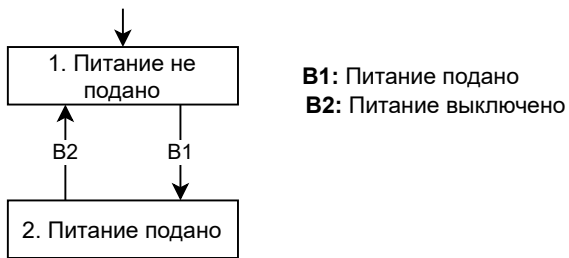 1. Питание не
подано
B1: Питание подано
B2: Питание выключено
B2
B1
2. Питание подано